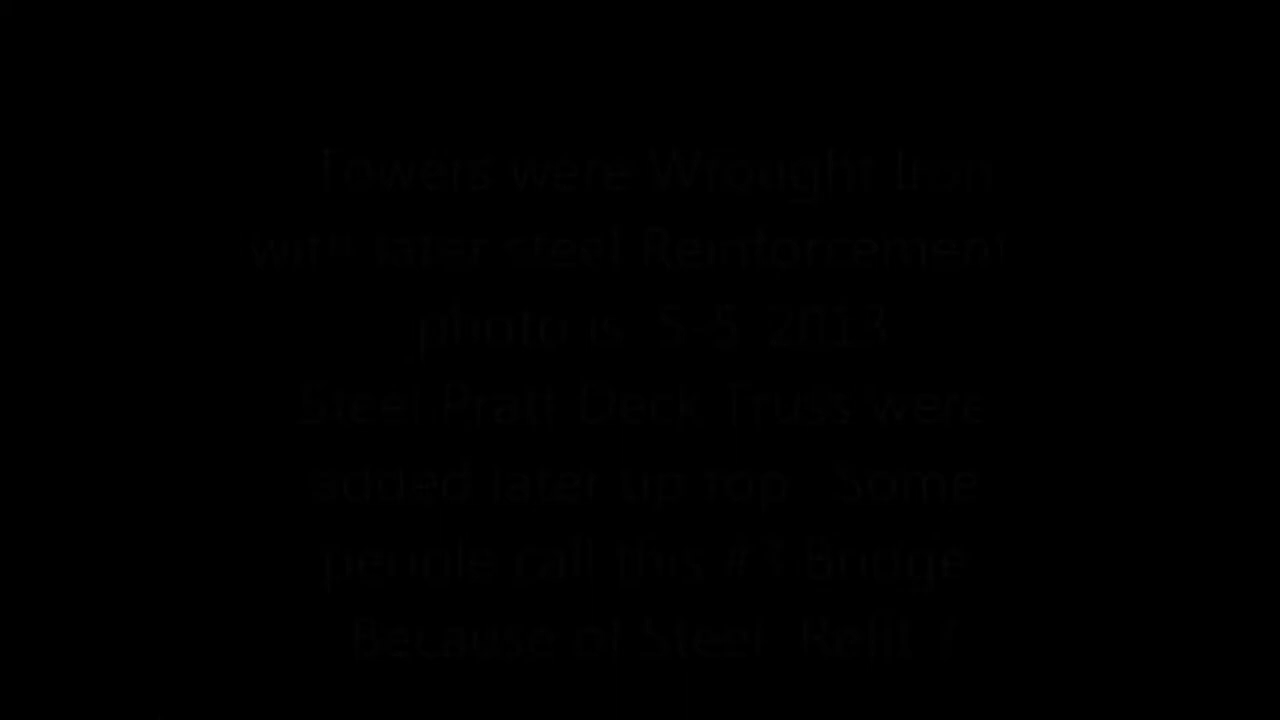 Towers were Wrought Iron
with later steel Reinforcement
photo is 5-5 2013
Steel Pratt Deck Truss were
added later up top Some
people call this Bridge
Because of Steel Refit ?